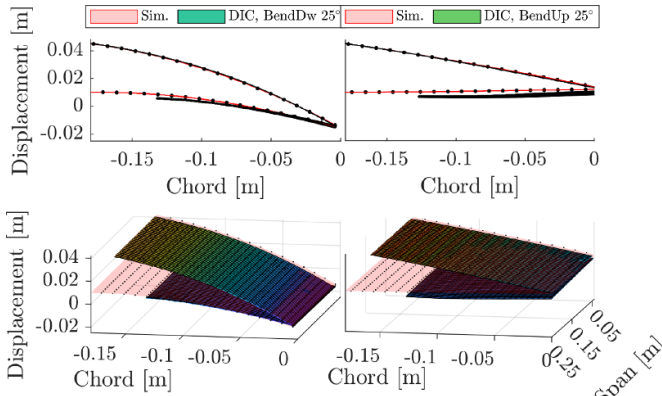 Sim. DIC, BendDw 25° Sim. DIC, BendUp 25°
Displacement [m]
0.04
0.02
0
-0.02
-0.15 -0.1 -0.05 0
Chord [m]
-0.15 -0.1 -0.05 0
Chord [m]
Displacement [m]
0.04
0.02
0
-0.02
-0.15 -0.1 -0.05 0
Chord [m]
-0.15 -0.1 -0.05 0
Chord [m]
0.05
0.15
0.25
Span [m]